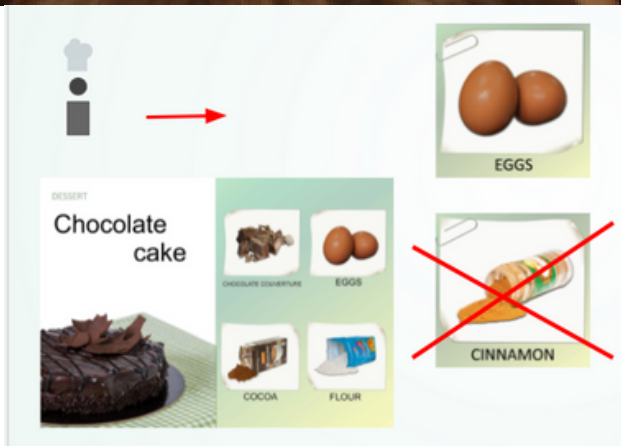 EGGS
DESSERT
Chocolate
cake
CHOCOLATE COUVERTURE
EGGS
COCOA
FLOUR
CINNAMON